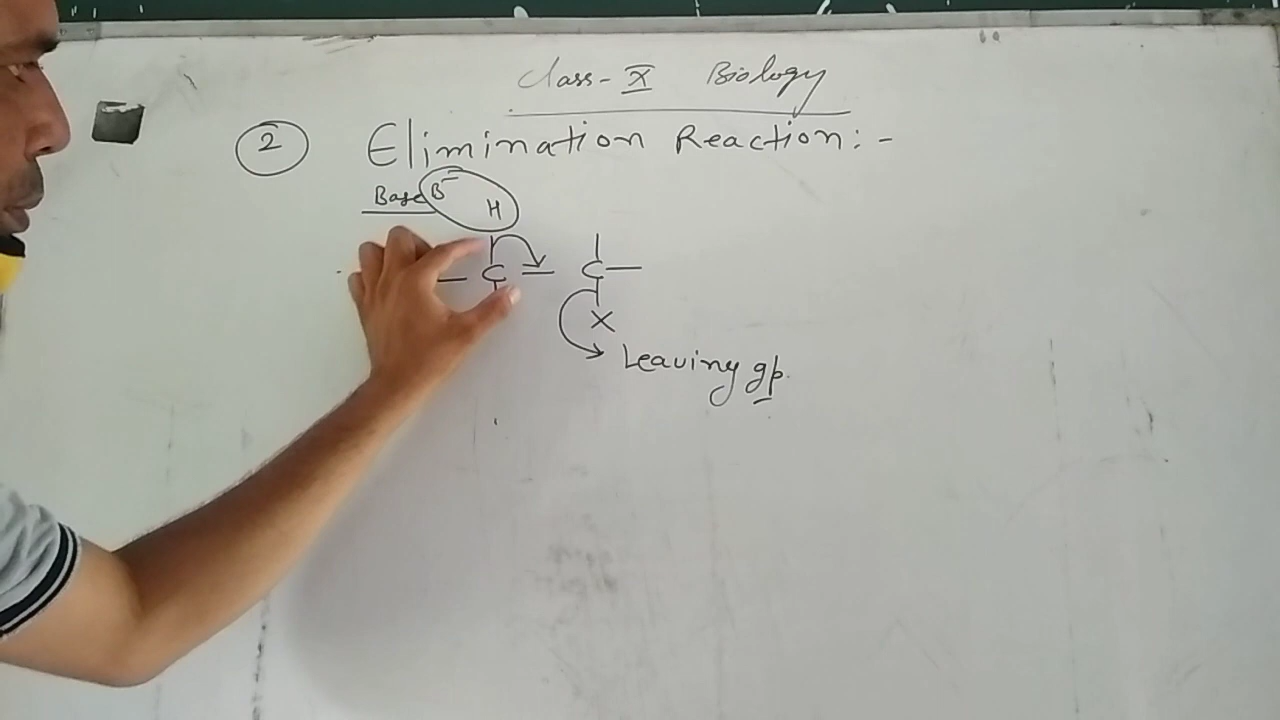 Class-X Biology
2 Elimination Reaction:-
Base B⁻ H
— C = C —
X
Leaving gp.